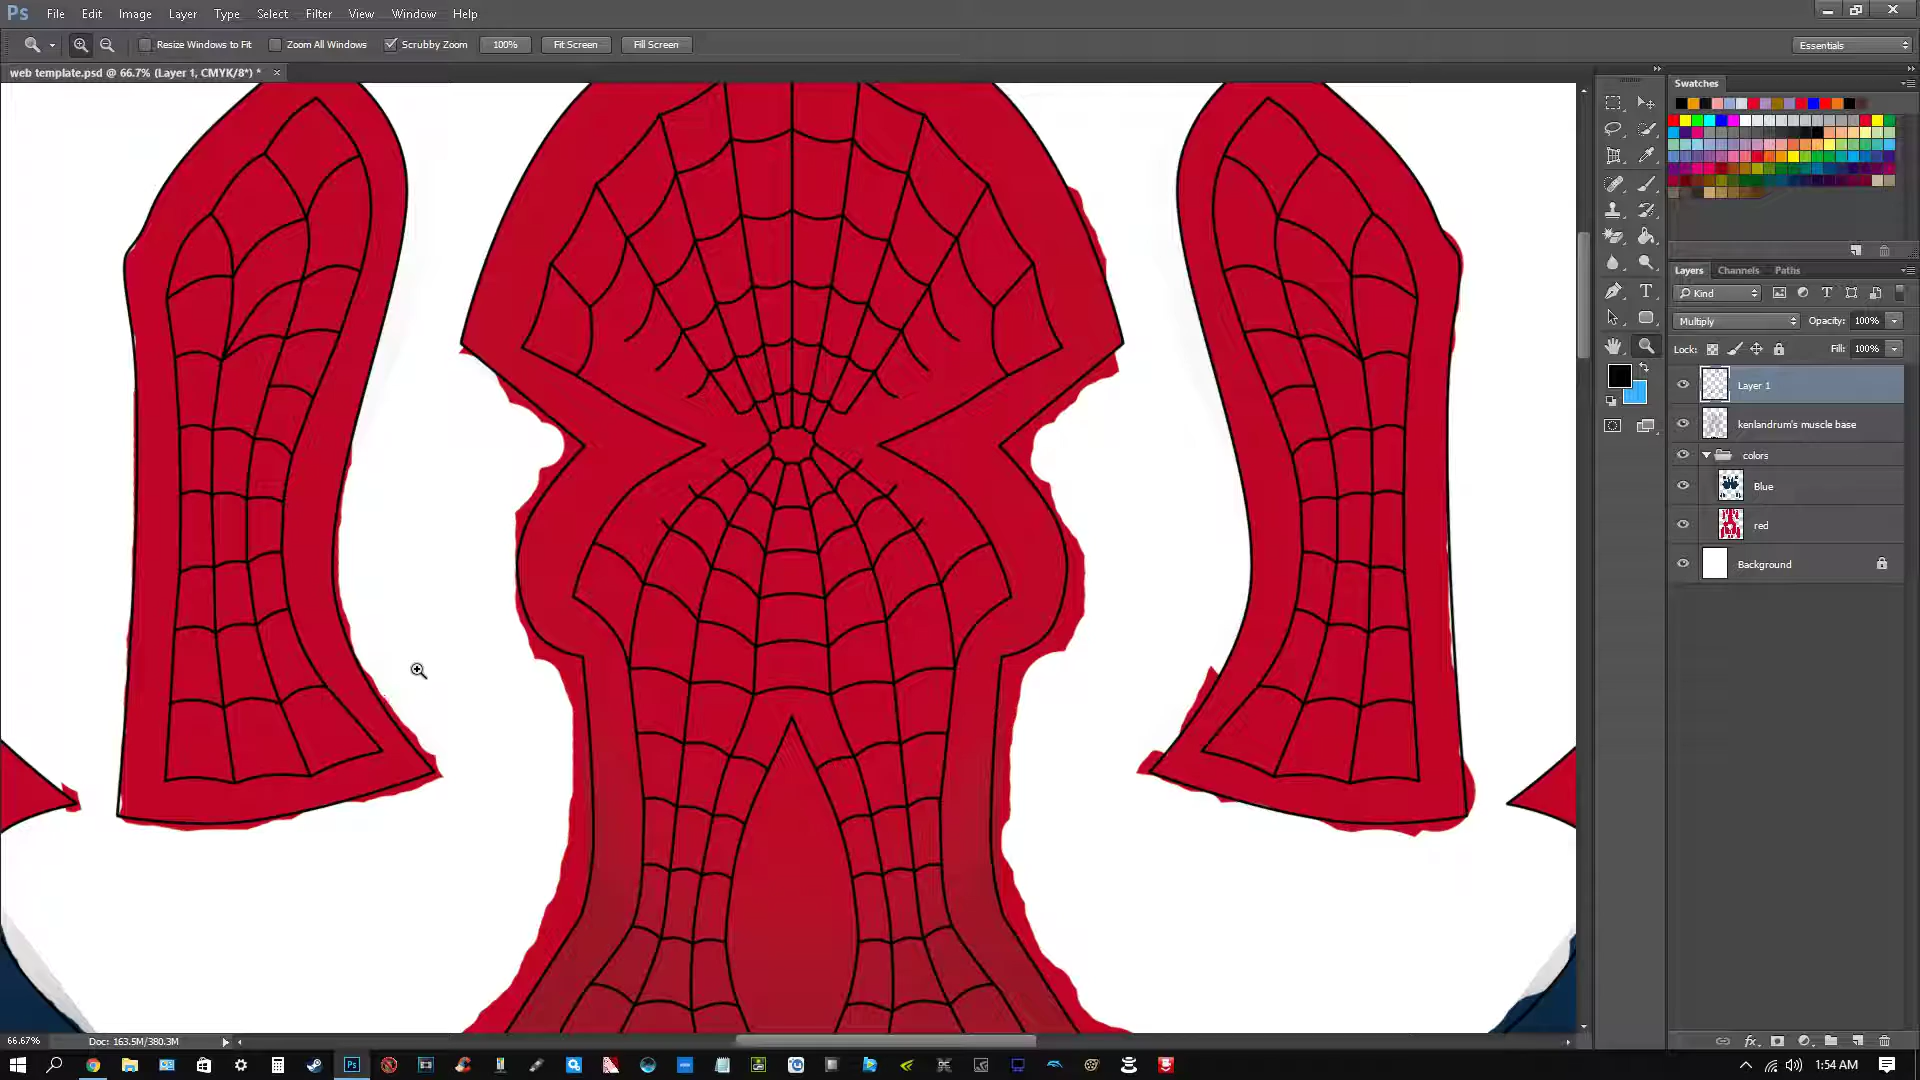 Ps File Edit Image Layer Type Select Filter View Window Help
Resize Windows to Fit Zoom All Windows Scrubby Zoom 100% Fit Screen Fill Screen Essentials
web template.psd @ 66.7% (Layer 1, CMYK/8*) *
Swatches
Layers Channels Paths
Kind
Multiply Opacity: 100%
Lock: Fill: 100%
Layer 1
kenlandrum's muscle base
colors
Blue
red
Background
66.67% Doc: 163.5M/380.3M
1:54 AM